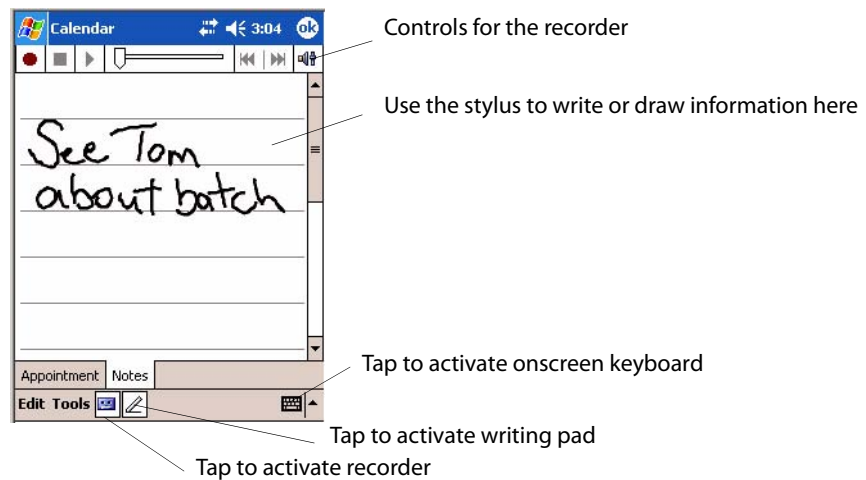 Calendar 3:04 ok
Controls for the recorder
Use the stylus to write or draw information here
See Tom
about batch
Tap to activate onscreen keyboard
Appointment Notes
Edit Tools
Tap to activate writing pad
Tap to activate recorder